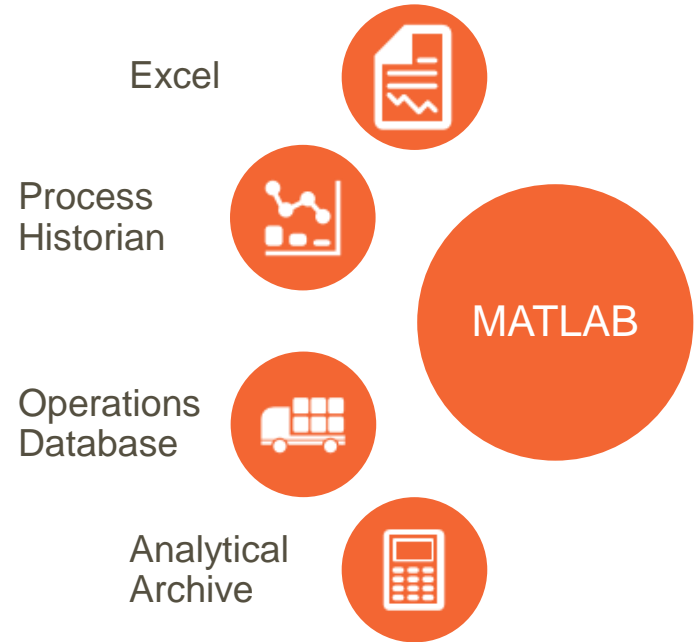 Excel
Process
Historian
MATLAB
Operations
Database
Analytical
Archive